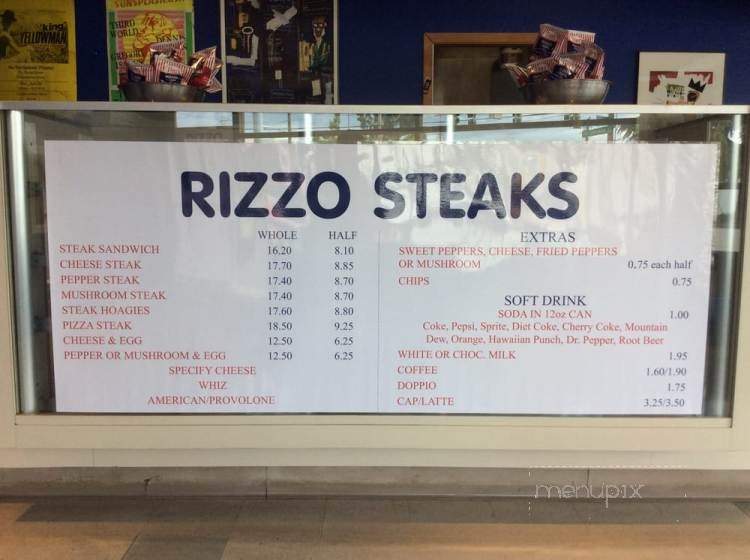 king
YELLOWMAN
SUNSPLASH
THIRD
WORLD
DENNIS
RIZZO STEAKS
WHOLE HALF
STEAK SANDWICH 16.20 8.10
CHEESE STEAK 17.70 8.85
PEPPER STEAK 17.40 8.70
MUSHROOM STEAK 17.40 8.70
STEAK HOAGIES 17.60 8.80
PIZZA STEAK 18.50 9.25
CHEESE & EGG 12.50 6.25
PEPPER OR MUSHROOM & EGG 12.50 6.25
SPECIFY CHEESE
WHIZ
AMERICAN/PROVOLONE
EXTRAS
SWEET PEPPERS, CHEESE, FRIED PEPPERS
OR MUSHROOM 0,75 each half
CHIPS 0.75
SOFT DRINK
SODA IN 12oz CAN 1.00
Coke, Pepsi, Sprite, Diet Coke, Cherry Coke, Mountain
Dew, Orange, Hawaiian Punch, Dr. Pepper, Root Beer
WHITE OR CHOC. MILK 1.95
COFFEE 1.60/1.90
DOPPIO 1.75
CAP/LATTE 3.25/3.50
menupix